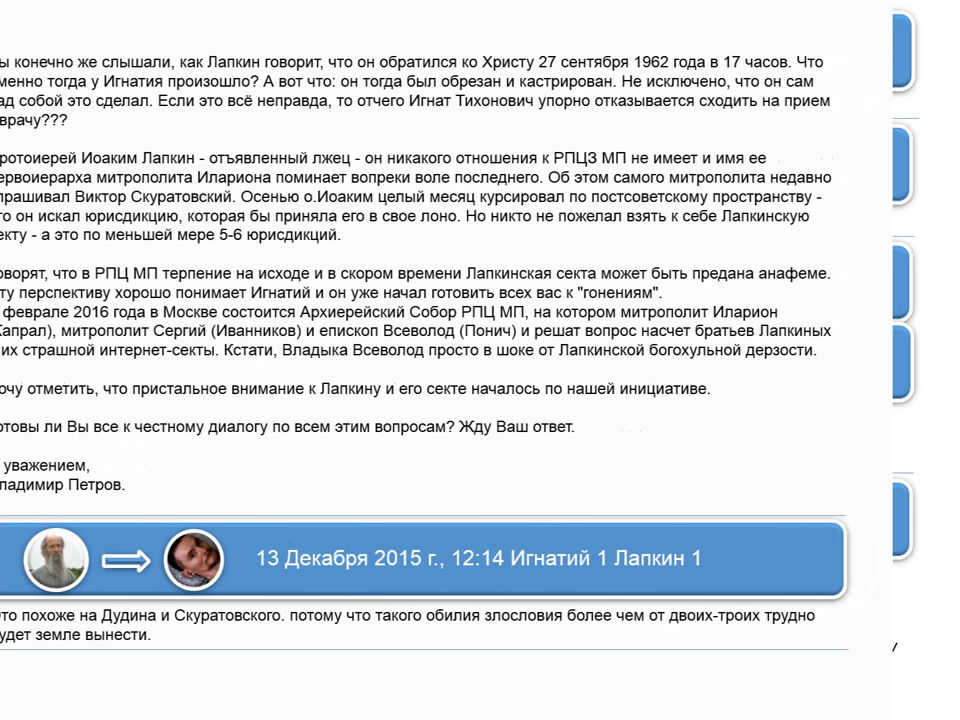 ы конечно же слышали, как Лапкин говорит, что он обратился ко Христу 27 сентября 1962 года в 17 часов. Что
менно тогда у Игнатия произошло? А вот что: он тогда был обрезан и кастрирован. Не исключено, что он сам
ад собой это сделал. Если это всё неправда, то отчего Игнат Тихонович упорно отказывается сходить на прием
врачу???
ротоиерей Иоаким Лапкин - отъявленный лжец - он никакого отношения к РПЦЗ МП не имеет и имя ее
ервоиерарха митрополита Илариона поминает вопреки воле последнего. Об этом самого митрополита недавно
прашивал Виктор Скуратовский. Осенью о.Иоаким целый месяц курсировал по постсоветскому пространству -
то он искал юрисдикцию, которая бы приняла его в свое лоно. Но никто не пожелал взять к себе Лапкинскую
екту - а это по меньшей мере 5-6 юрисдикций.
оворят, что в РПЦ МП терпение на исходе и в скором времени Лапкинская секта может быть предана анафеме.
ту перспективу хорошо понимает Игнатий и он уже начал готовить всех вас к "гонениям".
феврале 2016 года в Москве состоится Архиерейский Собор РПЦ МП, на котором митрополит Иларион
Капрал), митрополит Сергий (Иванников) и епископ Всеволод (Понич) и решат вопрос насчет братьев Лапкиных
их страшной интернет-секты. Кстати, Владыка Всеволод просто в шоке от Лапкинской богохульной дерзости.
очу отметить, что пристальное внимание к Лапкину и его секте началось по нашей инициативе.
отовы ли Вы все к честному диалогу по всем этим вопросам? Жду Ваш ответ.
уважением,
ладимир Петров.
13 Декабря 2015 г., 12:14 Игнатий 1 Лапкин 1
то похоже на Дудина и Скуратовского. потому что такого обилия злословия более чем от двоих-троих трудно
удет земле вынести.